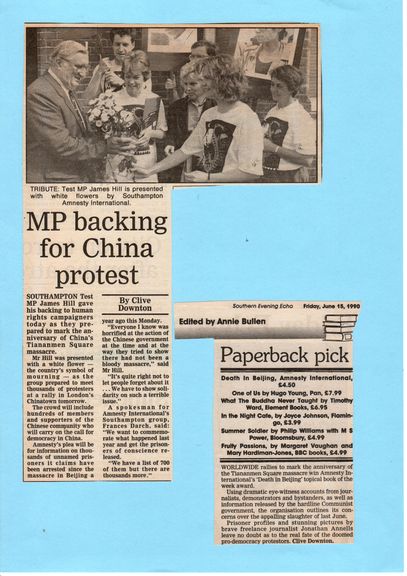 TRIBUTE: Test MP James Hill is presented
with white flowers by Southampton
Amnesty International.
MP backing
for China
protest
SOUTHAMPTON Test
MP James Hill gave
his backing to human
rights campaigners
today as they pre-
pared to mark the an-
niversary of China's
Tiananmen Square
massacre.
Mr Hill was presented
with a white flower —
the country's symbol of
mourning — as the
group prepared to meet
thousands of protesters
at a rally in London's
Chinatown tomorrow.
The crowd will include
hundreds of members
and supporters of the
Chinese community who
will carry on the call for
democracy in China.
Amnesty's plea will be
for information on thou-
sands of unnamed pris-
oners it claims have
been arrested since the
massacre in Beijing a
By Clive
Downton
year ago this Monday.
"Everyone I know was
horrified at the action of
the Chinese government
at the time and at the
way they tried to show
there had not been a
bloody massacre," said
Mr Hill.
"It's quite right not to
let people forget about it
. . . We have to show soli-
darity on such a terrible
issue."
A spokesman for
Amnesty International's
Southampton group,
Frances Darch, said:
"We want to commemo-
rate what happened last
year and get the prison-
ers of conscience re-
leased.
"We have a list of 700
of them but there are
thousands more."
Southern Evening Echo Friday, June 15, 1990
Edited by Annie Bullen
Paperback pick
Death In Beijing, Amnesty International,
£4.50
One of Us by Hugo Young, Pan, £7.99
What The Buddha Never Taught by Timothy
Ward, Element Books, £6.95
In the Night Cafe, by Joyce Johnson, Flamin-
go, £3.99
Summer Soldier by Philip Williams with M S
Power, Bloomsbury, £4.99
Fruity Passions, by Margaret Vaughan and
Mary Hardiman-Jones, BBC books, £4.99
WORLDWIDE rallies to mark the anniversary of
the Tiananmen Square massacre win Amnesty In-
ternational's 'Death in Beijing' topical book of the
week award.
Using dramatic eye-witness accounts from jour-
nalists, demonstrators and bystanders, as well as
information released by the hardline Communist
government, the organisation outlines its con-
cerns over the appalling slaughter of last June.
Prisoner profiles and stunning pictures by
brave freelance journalist Jonathan Annells
leave no doubt as to the real fate of the doomed
pro-democracy protestors. Clive Downton.